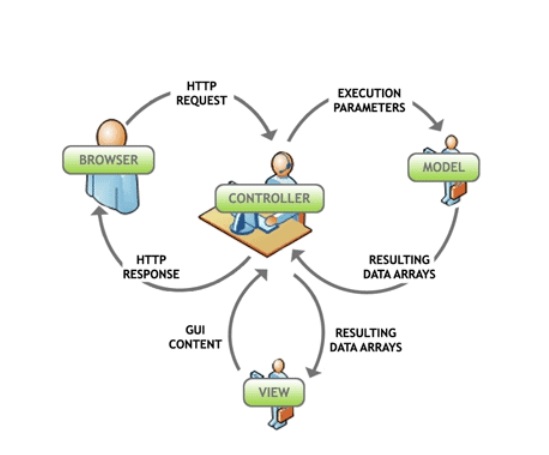 HTTP
REQUEST
EXECUTION
PARAMETERS
BROWSER
MODEL
CONTROLLER
HTTP
RESPONSE
RESULTING
DATA ARRAYS
GUI
CONTENT
RESULTING
DATA ARRAYS
VIEW